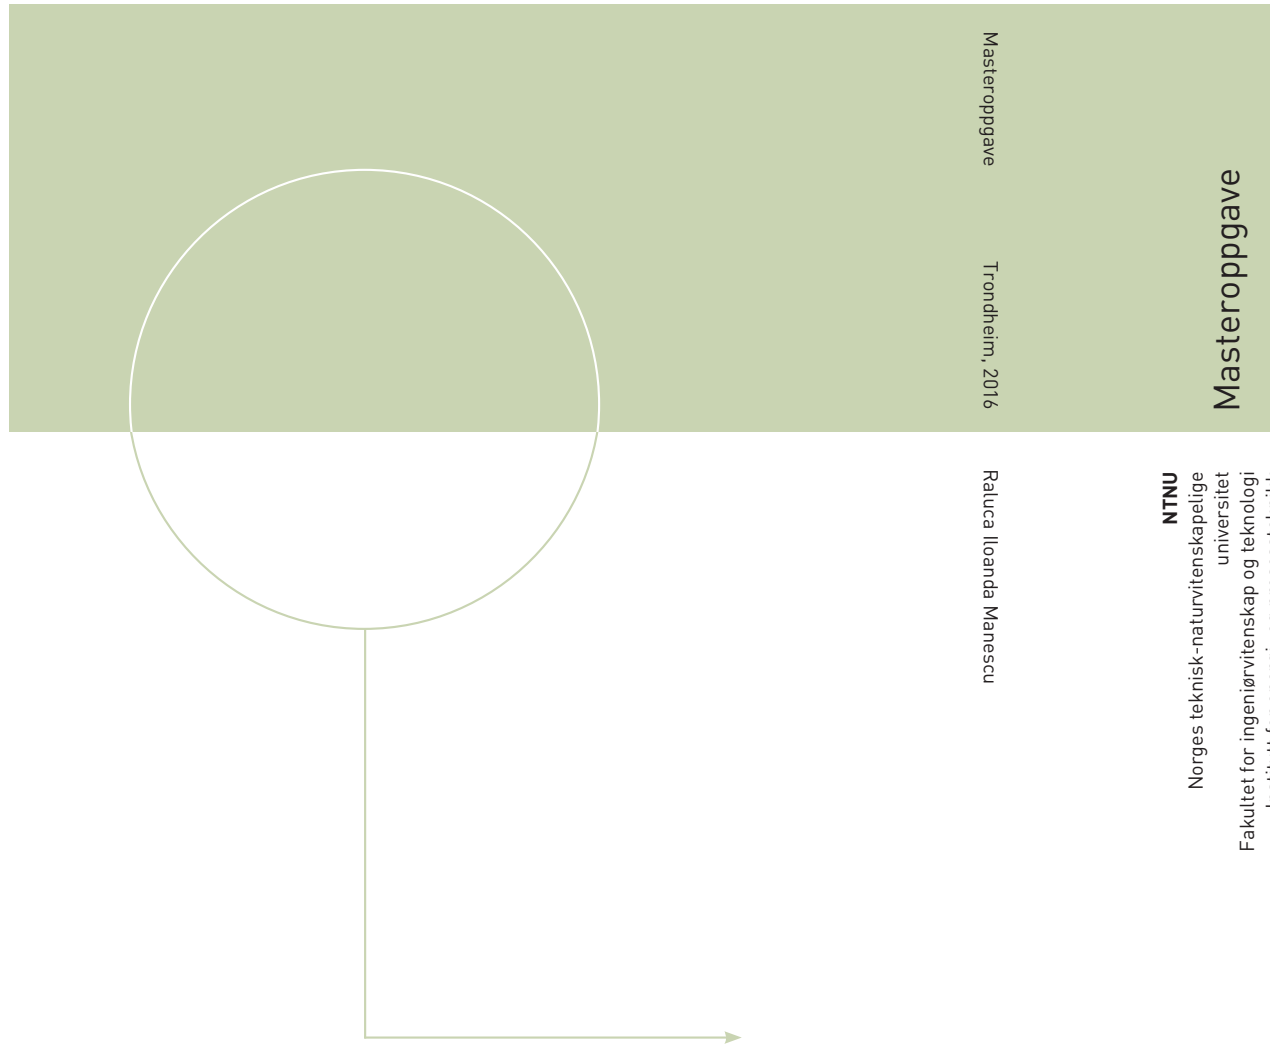 Masteroppgave
Trondheim, 2016
Raluca Iloanda Manescu
Masteroppgave
NTNU
Norges teknisk-naturvitenskapelige
universitet
Fakultet for ingeniørvitenskap og teknologi